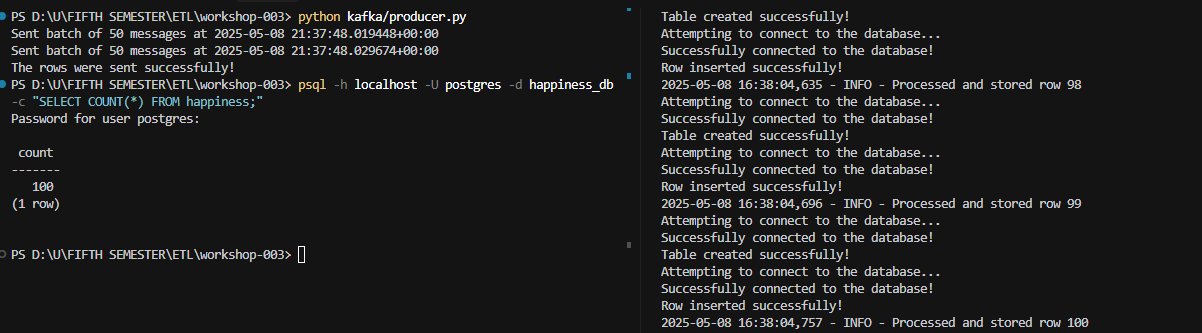 PS D:\U\FIFTH SEMESTER\ETL\workshop-003> python kafka/producer.py
Sent batch of 50 messages at 2025-05-08 21:37:48.019448+00:00
Sent batch of 50 messages at 2025-05-08 21:37:48.029674+00:00
The rows were sent successfully!
PS D:\U\FIFTH SEMESTER\ETL\workshop-003> psql -h localhost -U postgres -d happiness_db
-c "SELECT COUNT(*) FROM happiness;"
Password for user postgres:
count
-------
100
(1 row)
PS D:\U\FIFTH SEMESTER\ETL\workshop-003>
Table created successfully!
Attempting to connect to the database...
Successfully connected to the database!
Row inserted successfully!
2025-05-08 16:38:04,635 - INFO - Processed and stored row 98
Attempting to connect to the database...
Successfully connected to the database!
Table created successfully!
Attempting to connect to the database...
Successfully connected to the database!
Row inserted successfully!
2025-05-08 16:38:04,696 - INFO - Processed and stored row 99
Attempting to connect to the database...
Successfully connected to the database!
Table created successfully!
Attempting to connect to the database...
Successfully connected to the database!
Row inserted successfully!
2025-05-08 16:38:04,757 - INFO - Processed and stored row 100